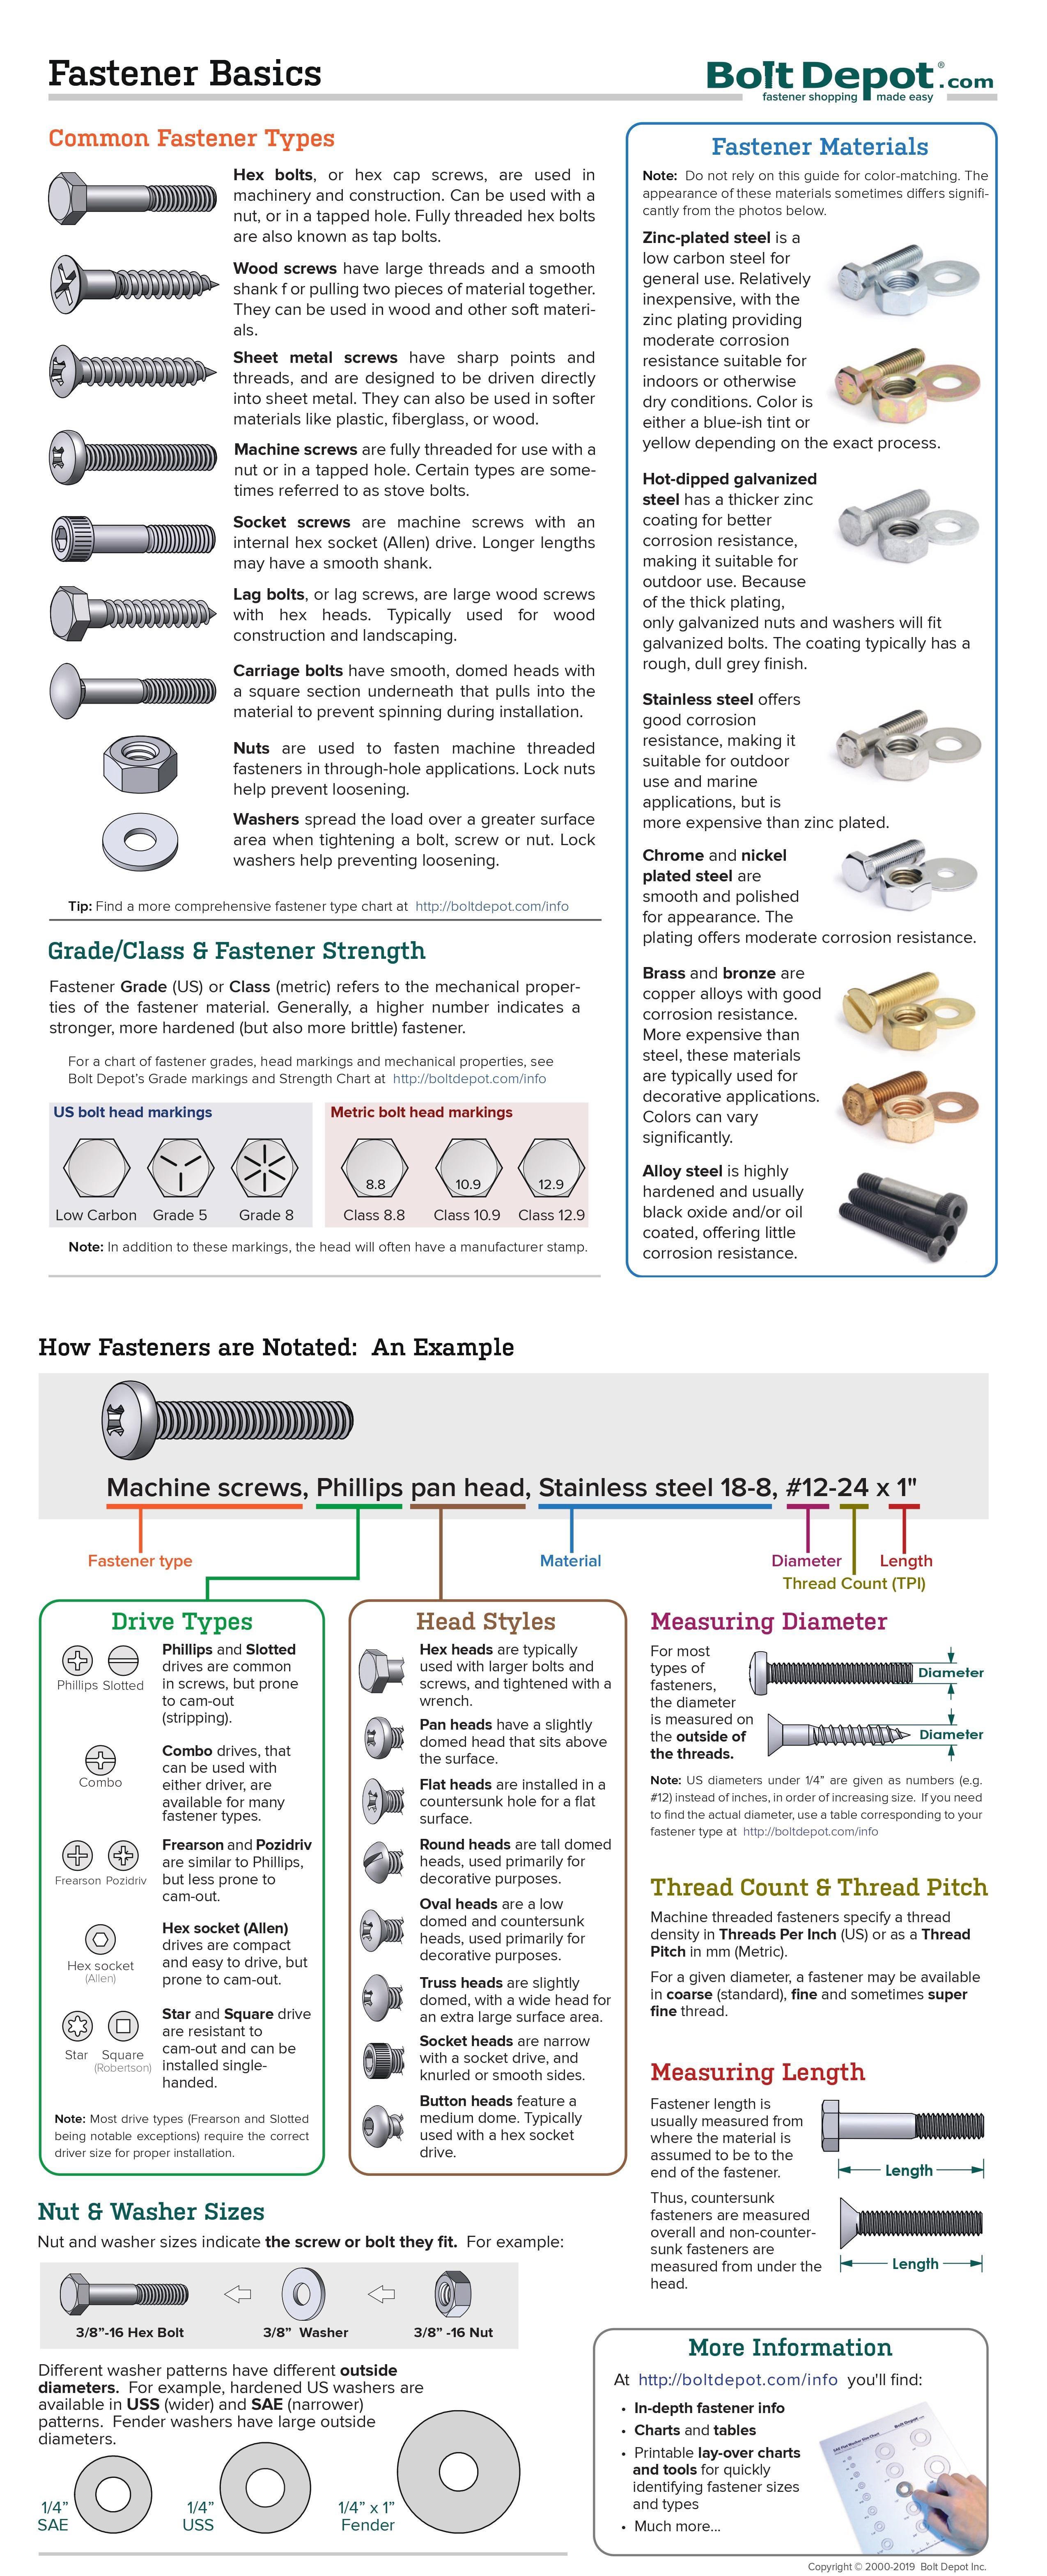 Fastener Basics
Bolt Depot®.com
fastener shopping made easy
Common Fastener Types
Hex bolts, or hex cap screws, are used in
machinery and construction. Can be used with a
nut, or in a tapped hole. Fully threaded hex bolts
are also known as tap bolts.
Wood screws have large threads and a smooth
shank f or pulling two pieces of material together.
They can be used in wood and other soft materi-
als.
Sheet metal screws have sharp points and
threads, and are designed to be driven directly
into sheet metal. They can also be used in softer
materials like plastic, fiberglass, or wood.
Machine screws are fully threaded for use with a
nut or in a tapped hole. Certain types are some-
times referred to as stove bolts.
Socket screws are machine screws with an
internal hex socket (Allen) drive. Longer lengths
may have a smooth shank.
Lag bolts, or lag screws, are large wood screws
with hex heads. Typically used for wood
construction and landscaping.
Carriage bolts have smooth, domed heads with
a square section underneath that pulls into the
material to prevent spinning during installation.
Nuts are used to fasten machine threaded
fasteners in through-hole applications. Lock nuts
help prevent loosening.
Washers spread the load over a greater surface
area when tightening a bolt, screw or nut. Lock
washers help preventing loosening.
Tip: Find a more comprehensive fastener type chart at http://boltdepot.com/info
Grade/Class & Fastener Strength
Fastener Grade (US) or Class (metric) refers to the mechanical proper-
ties of the fastener material. Generally, a higher number indicates a
stronger, more hardened (but also more brittle) fastener.
For a chart of fastener grades, head markings and mechanical properties, see
Bolt Depot's Grade markings and Strength Chart at http://boltdepot.com/info
US bolt head markings
Low Carbon Grade 5 Grade 8
Metric bolt head markings
8.8 10.9 12.9
Class 8.8 Class 10.9 Class 12.9
Note: In addition to these markings, the head will often have a manufacturer stamp.
Fastener Materials
Note: Do not rely on this guide for color-matching. The
appearance of these materials sometimes differs signifi-
cantly from the photos below.
Zinc-plated steel is a
low carbon steel for
general use. Relatively
inexpensive, with the
zinc plating providing
moderate corrosion
resistance suitable for
indoors or otherwise
dry conditions. Color is
either a blue-ish tint or
yellow depending on the exact process.
Hot-dipped galvanized
steel has a thicker zinc
coating for better
corrosion resistance,
making it suitable for
outdoor use. Because
of the thick plating,
only galvanized nuts and washers will fit
galvanized bolts. The coating typically has a
rough, dull grey finish.
Stainless steel offers
good corrosion
resistance, making it
suitable for outdoor
use and marine
applications, but is
more expensive than zinc plated.
Chrome and nickel
plated steel are
smooth and polished
for appearance. The
plating offers moderate corrosion resistance.
Brass and bronze are
copper alloys with good
corrosion resistance.
More expensive than
steel, these materials
are typically used for
decorative applications.
Colors can vary
significantly.
Alloy steel is highly
hardened and usually
black oxide and/or oil
coated, offering little
corrosion resistance.
How Fasteners are Notated: An Example
Machine screws, Phillips pan head, Stainless steel 18-8, #12-24 x 1"
Fastener type
Material
Diameter
Length
Thread Count (TPI)
Drive Types
Phillips Slotted
Phillips and Slotted
drives are common
in screws, but prone
to cam-out
(stripping).
Combo
Combo drives, that
can be used with
either driver, are
available for many
fastener types.
Frearson Pozidriv
Frearson and Pozidriv
are similar to Phillips,
but less prone to
cam-out.
Hex socket
(Allen)
Hex socket (Allen)
drives are compact
and easy to drive, but
prone to cam-out.
Star Square
(Robertson)
Star and Square drive
are resistant to
cam-out and can be
installed single-
handed.
Note: Most drive types (Frearson and Slotted
being notable exceptions) require the correct
driver size for proper installation.
Head Styles
Hex heads are typically
used with larger bolts and
screws, and tightened with a
wrench.
Pan heads have a slightly
domed head that sits above
the surface.
Flat heads are installed in a
countersunk hole for a flat
surface.
Round heads are tall domed
heads, used primarily for
decorative purposes.
Oval heads are a low
domed and countersunk
heads, used primarily for
decorative purposes.
Truss heads are slightly
domed, with a wide head for
an extra large surface area.
Socket heads are narrow
with a socket drive, and
knurled or smooth sides.
Button heads feature a
medium dome. Typically
used with a hex socket
drive.
Measuring Diameter
For most
types of
fasteners,
the diameter
is measured on
the outside of
the threads.
Diameter
Diameter
Note: US diameters under 1/4” are given as numbers (e.g.
#12) instead of inches, in order of increasing size. If you need
to find the actual diameter, use a table corresponding to your
fastener type at http://boltdepot.com/info
Thread Count & Thread Pitch
Machine threaded fasteners specify a thread
density in Threads Per Inch (US) or as a Thread
Pitch in mm (Metric).
For a given diameter, a fastener may be available
in coarse (standard), fine and sometimes super
fine thread.
Measuring Length
Fastener length is
usually measured from
where the material is
assumed to be to the
end of the fastener.
Length
Thus, countersunk
fasteners are measured
overall and non-counter-
sunk fasteners are
measured from under the
head.
Length
Nut & Washer Sizes
Nut and washer sizes indicate the screw or bolt they fit. For example:
3/8”-16 Hex Bolt 3/8” Washer 3/8” -16 Nut
Different washer patterns have different outside
diameters. For example, hardened US washers are
available in USS (wider) and SAE (narrower)
patterns. Fender washers have large outside
diameters.
1/4”
SAE
1/4”
USS
1/4” x 1”
Fender
More Information
At http://boltdepot.com/info you'll find:
• In-depth fastener info
• Charts and tables
• Printable lay-over charts
and tools for quickly
identifying fastener sizes
and types
• Much more...
Bolt Depot
Copyright © 2000-2019 Bolt Depot Inc.